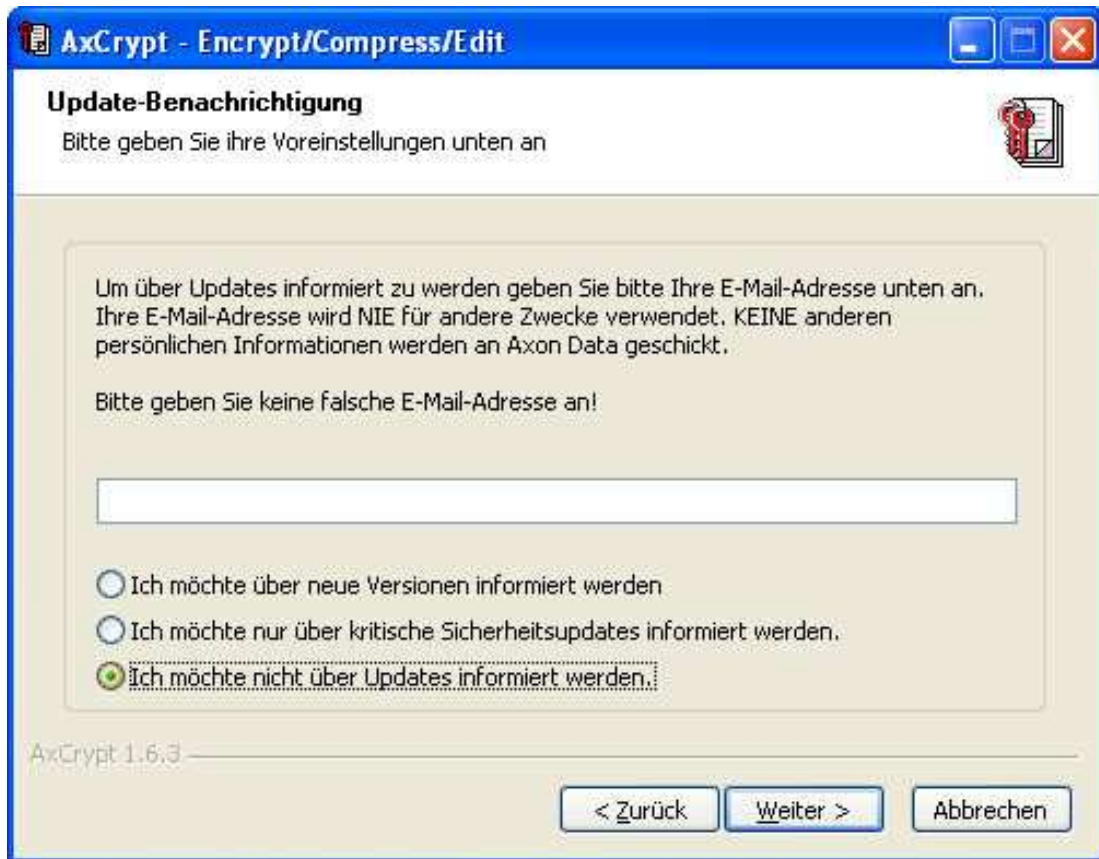 AxCrypt - Encrypt/Compress/Edit
Update-Benachrichtigung
Bitte geben Sie ihre Voreinstellungen unten an
Um über Updates informiert zu werden geben Sie bitte Ihre E-Mail-Adresse unten an.
Ihre E-Mail-Adresse wird NIE für andere Zwecke verwendet. KEINE anderen
persönlichen Informationen werden an Axon Data geschickt.
Bitte geben Sie keine falsche E-Mail-Adresse an!
Ich möchte über neue Versionen informiert werden
Ich möchte nur über kritische Sicherheitsupdates informiert werden.
Ich möchte nicht über Updates informiert werden.
AxCrypt 1.6.3
< Zurück Weiter > Abbrechen